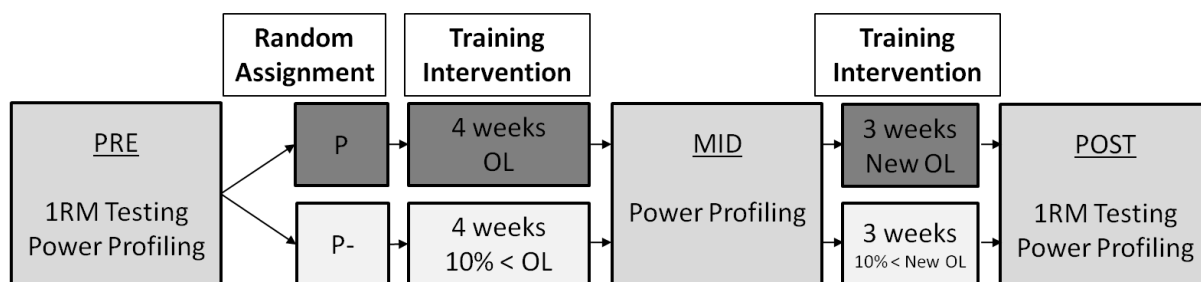 Random
Assignment
Training
Intervention
Training
Intervention
PRE
1RM Testing
Power Profiling
P
4 weeks
OL
P-
4 weeks
10% < OL
MID
Power Profiling
3 weeks
New OL
3 weeks
10% < New OL
POST
1RM Testing
Power Profiling